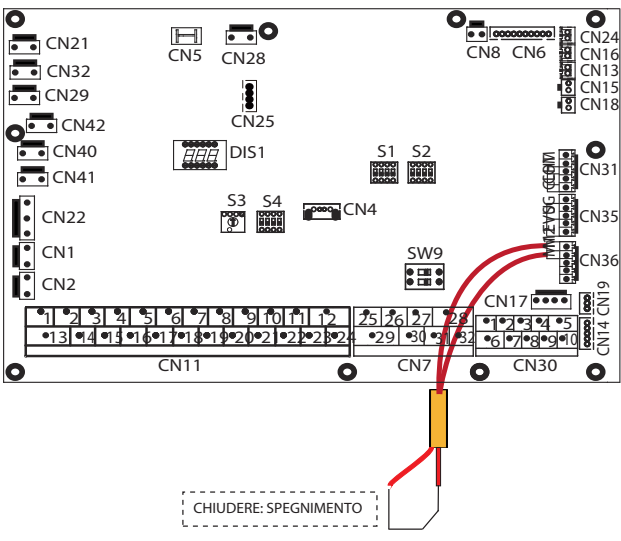 CN21
CN5
CN28
CN8
CN6
CN24
CN16
CN13
CN15
CN18
CN32
CN29
CN42
CN25
CN40
CN41
DIS1
S1
S2
CN31
CN22
S3
S4
CN4
CN35
CN1
SW9
CN36
CN2
CN17
CN19
1 2 3 4 5 6 7 8 9 10 11 12
25 26 27 28
1 2 3 4 5
13 14 15 16 17 18 19 20 21 22 23 24
29 30 31 32
6 7 8 9 10
CN14
CN11
CN7
CN30
CHIUDERE: SPEGNIMENTO